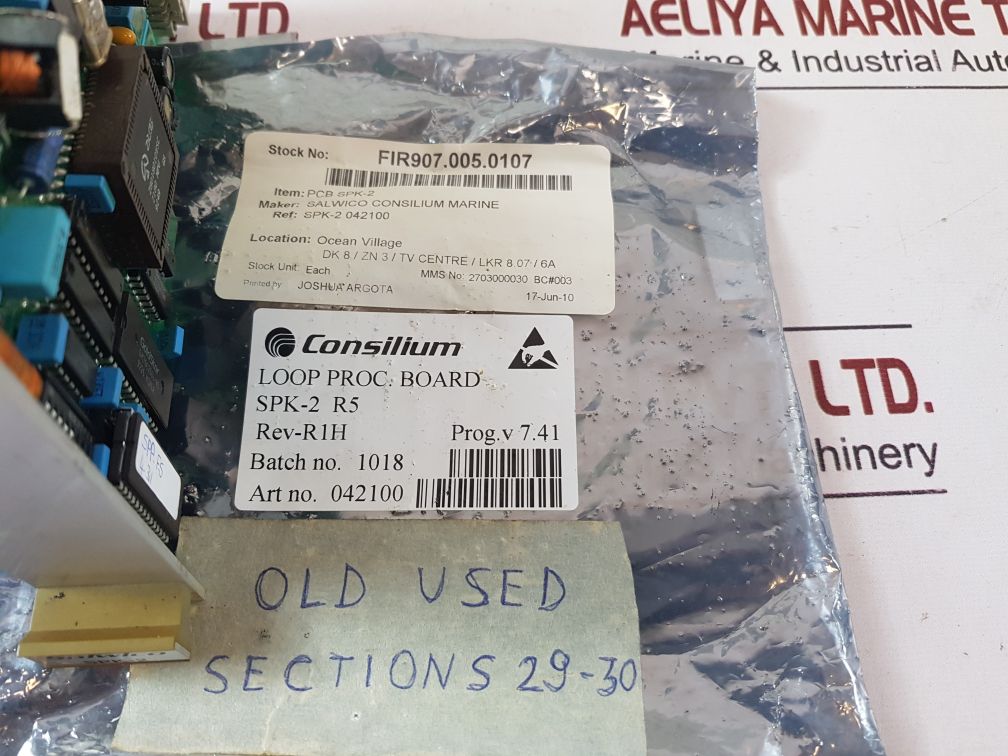 LTD.
AELIYA MARINE T
& Industrial Auto
Stock No: FIR907.005.0107
Item: PCB SPK-2
Maker: SALWICO CONSILIUM MARINE
Ref: SPK-2 042100
Location: Ocean Village
DK 8 / ZN 3 / TV CENTRE / LKR 8.07 / 6A
Stock Unit: Each MMS No: 2703000030 BC#003
Printed by JOSHUA ARGOTA 17-Jun-10
Consilium
LOOP PROC. BOARD
SPK-2 R5
Rev-R1H Prog.v 7.41
Batch no. 1018
Art no. 042100
LTD.
hinery
OLD USED
SECTIONS 29-30